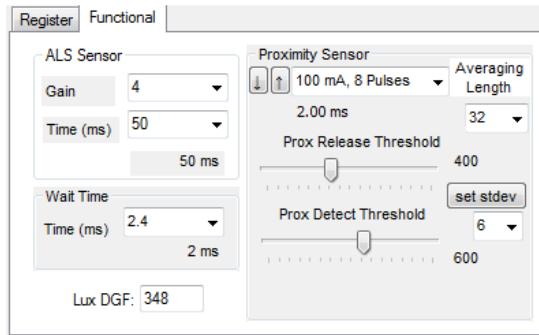 Register
Functional
ALS Sensor
Gain
4
Time (ms)
50
50 ms
Wait Time
Time (ms)
2.4
2 ms
Lux DGF:
348
Proximity Sensor
100 mA, 8 Pulses
2.00 ms
Averaging
Length
32
Prox Release Threshold
400
set stdev
Prox Detect Threshold
6
600